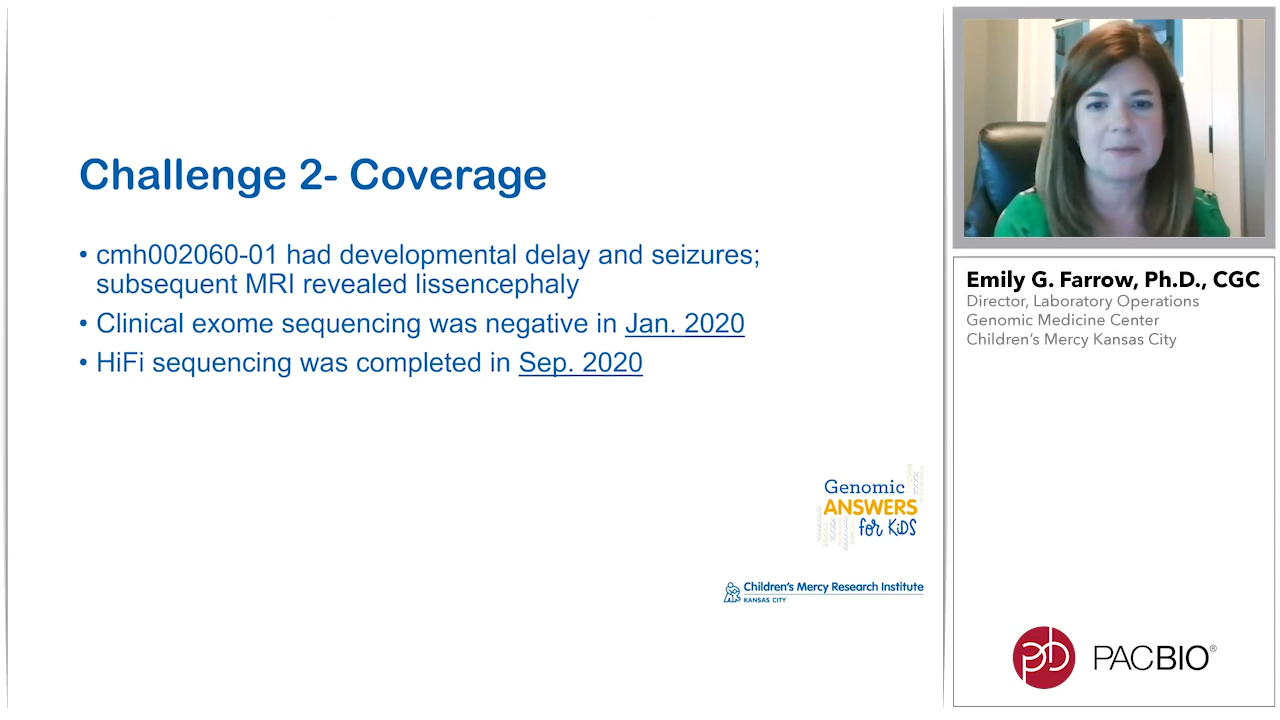 Challenge 2- Coverage
• cmh002060-01 had developmental delay and seizures;
subsequent MRI revealed lissencephaly
• Clinical exome sequencing was negative in Jan. 2020
• HiFi sequencing was completed in Sep. 2020
Genomic
ANSWERS
for KiDS
Children's Mercy Research Institute
KANSAS CITY
Emily G. Farrow, Ph.D., CGC
Director, Laboratory Operations
Genomic Medicine Center
Children's Mercy Kansas City
pb PACBIO®